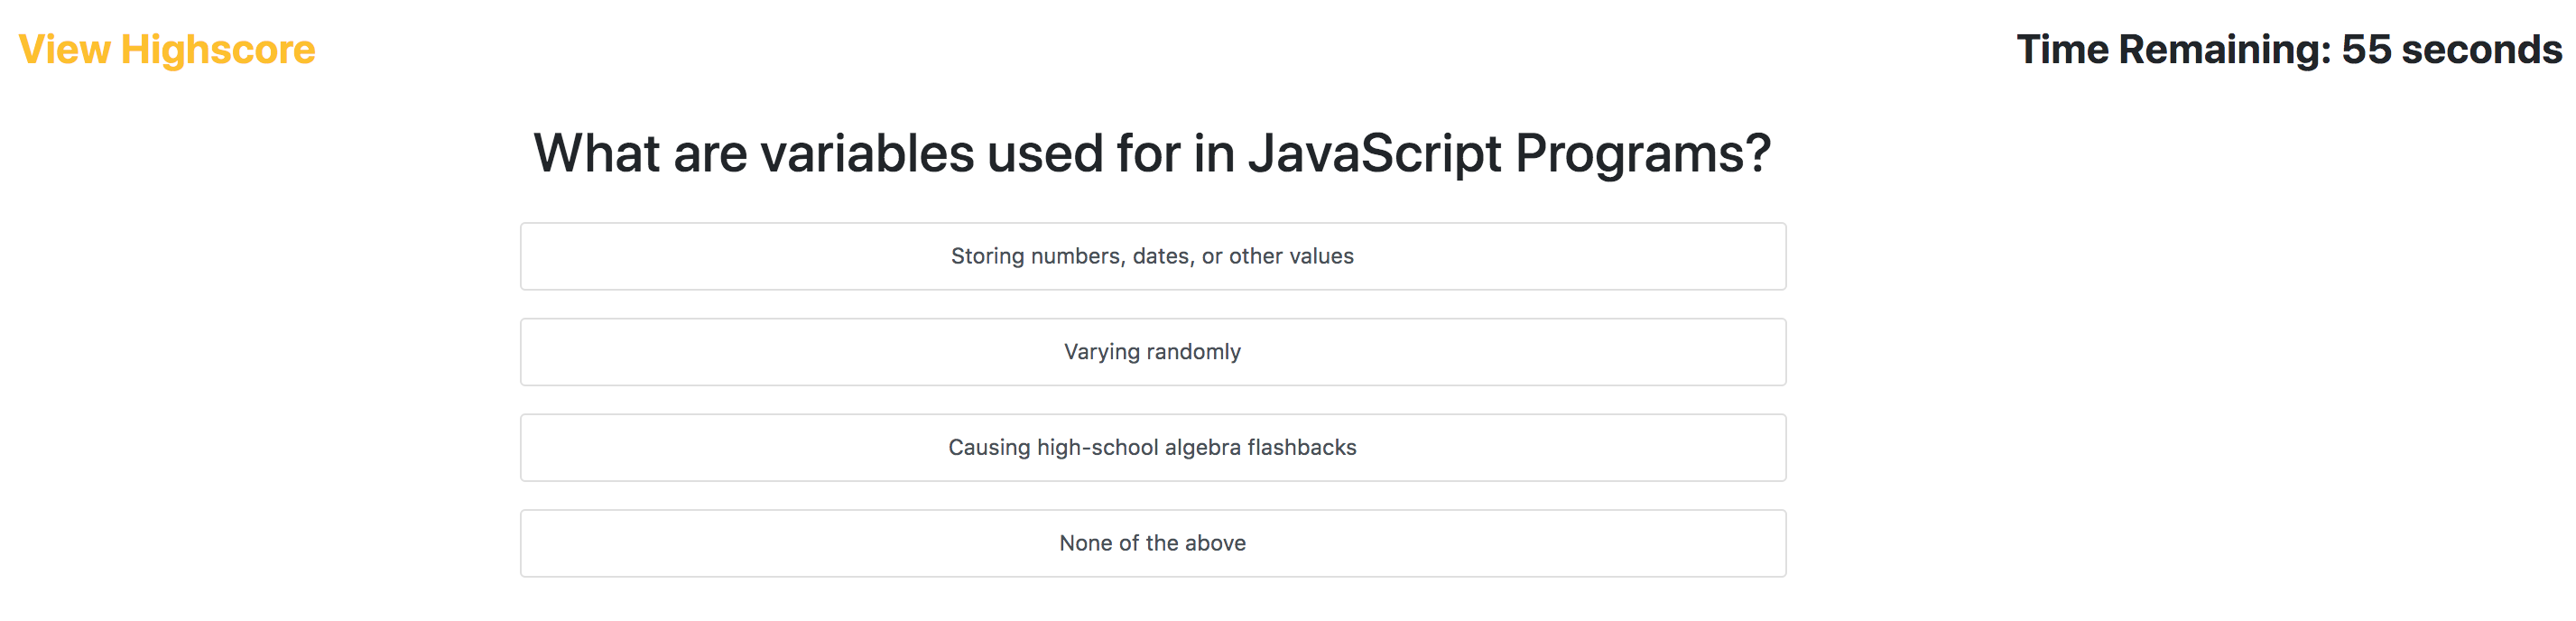 View Highscore
Time Remaining: 55 seconds
What are variables used for in JavaScript Programs?
Storing numbers, dates, or other values
Varying randomly
Causing high-school algebra flashbacks
None of the above